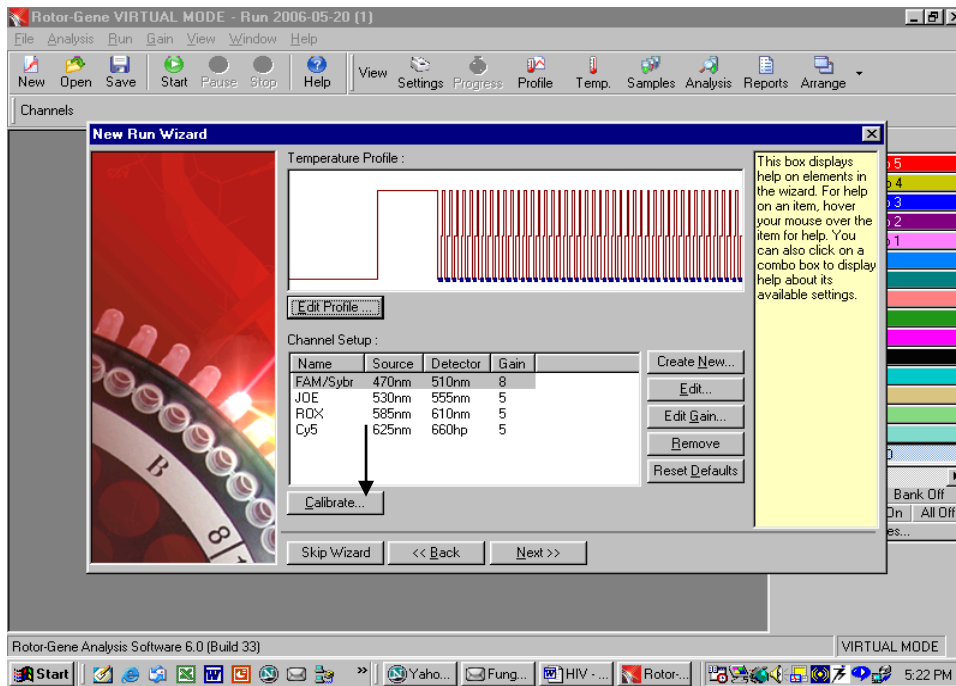 Rotor-Gene VIRTUAL MODE - Run 2006-05-20 (1)
File Analysis Run Gain View Window Help
New Open Save Start Pause Stop Help View Settings Progress Profile Temp. Samples Analysis Reports Arrange
Channels
New Run Wizard
Temperature Profile :
Edit Profile ...
Channel Setup :
Name Source Detector Gain
FAM/Sybr 470nm 510nm 8
JOE 530nm 555nm 5
ROX 585nm 610nm 5
Cy5 625nm 660hp 5
Create New...
Edit...
Edit Gain...
Remove
Reset Defaults
Calibrate...
Skip Wizard << Back Next >>
This box displays
help on elements in
the wizard. For help
on an item, hover
your mouse over the
item for help. You
can also click on a
combo box to display
help about its
available settings.
B
8
5
4
3
2
1
Bank Off
On All Off
es...
Rotor-Gene Analysis Software 6.0 (Build 33)
VIRTUAL MODE
Start » Yaho... Fung... HIV - ... Rotor-... 5:22 PM